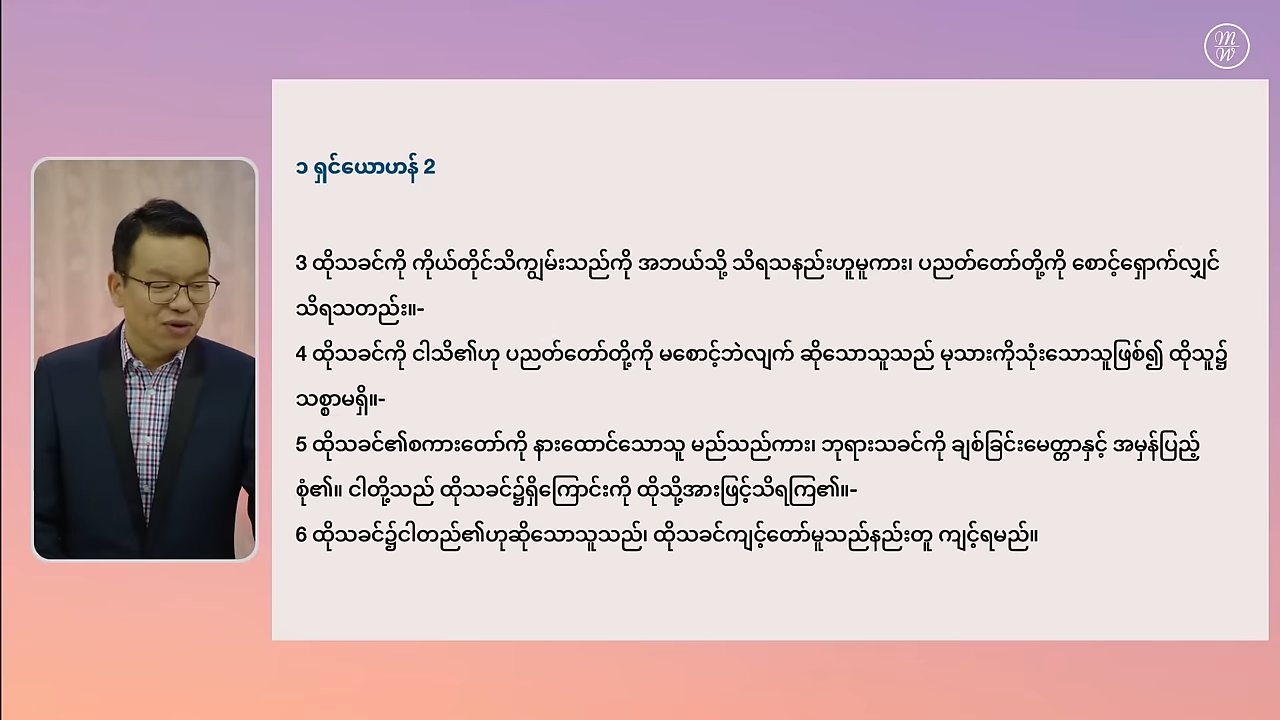 M
W
၁ ရှင်ယောဟန် 2
3 ထိုသခင်ကို ကိုယ်တိုင်သိကျွမ်းသည်ကို အဘယ်သို့ သိရသနည်းဟူမူကား၊ ပညတ်တော်တို့ကို စောင့်ရှောက်လျှင်
သိရသတည်း။-
4 ထိုသခင်ကို ငါသိ၏ဟု ပညတ်တော်တို့ကို မစောင့်ဘဲလျက် ဆိုသောသူသည် မုသားကိုသုံးသောသူဖြစ်၍ ထိုသူ၌
သစ္စာမရှိ။-
5 ထိုသခင်၏စကားတော်ကို နားထောင်သောသူ မည်သည်ကား၊ ဘုရားသခင်ကို ချစ်ခြင်းမေတ္တာနှင့် အမှန်ပြည့်
စုံ၏။ ငါတို့သည် ထိုသခင်၌ရှိကြောင်းကို ထိုသို့အားဖြင့်သိရကြ၏။-
6 ထိုသခင်၌ငါတည်၏ဟုဆိုသောသူသည်၊ ထိုသခင်ကျင့်တော်မူသည်နည်းတူ ကျင့်ရမည်။